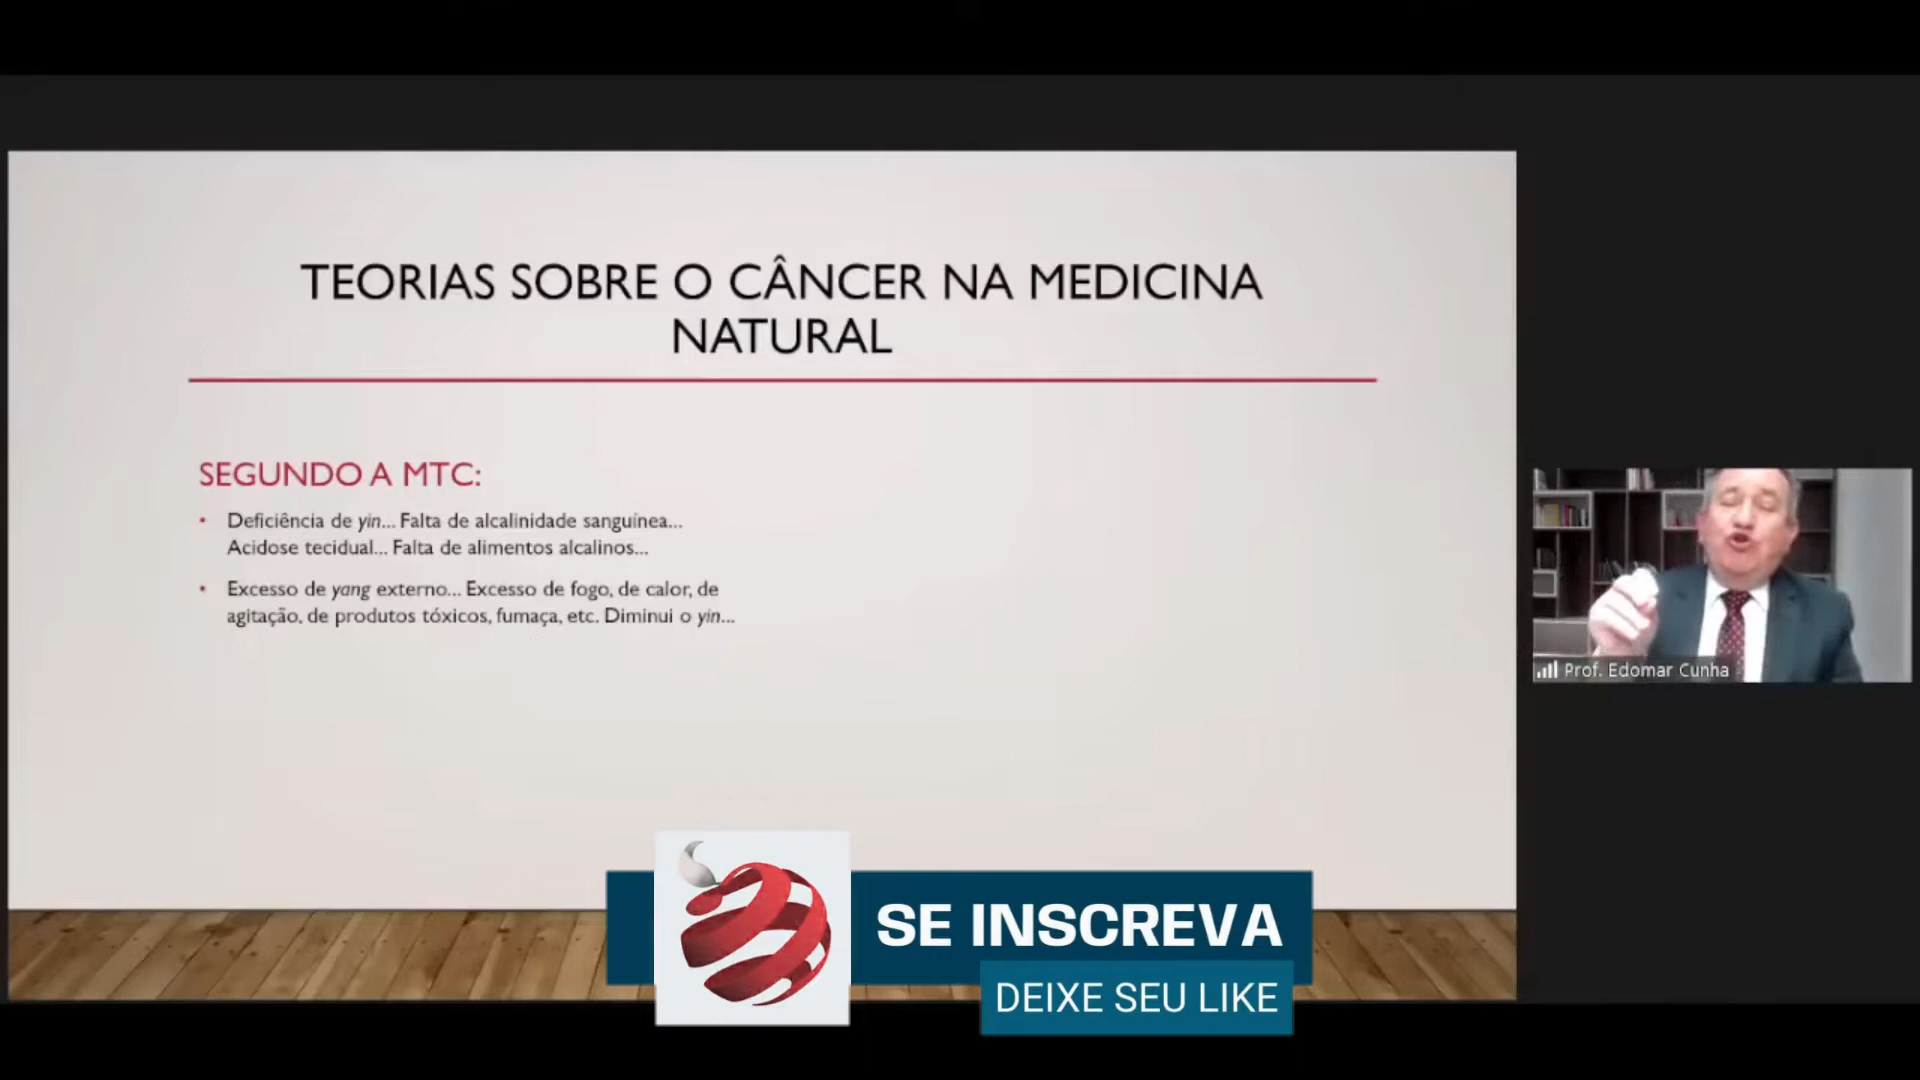 TEORIAS SOBRE O CÂNCER NA MEDICINA
NATURAL
SEGUNDO A MTC:
• Deficiência de yin... Falta de alcalinidade sanguínea...
Acidose tecidual... Falta de alimentos alcalinos...
• Excesso de yang externo... Excesso de fogo, de calor, de
agitação, de produtos tóxicos, fumaça, etc. Diminui o yin...
Prof. Edomar Cunha
SE INSCREVA
DEIXE SEU LIKE